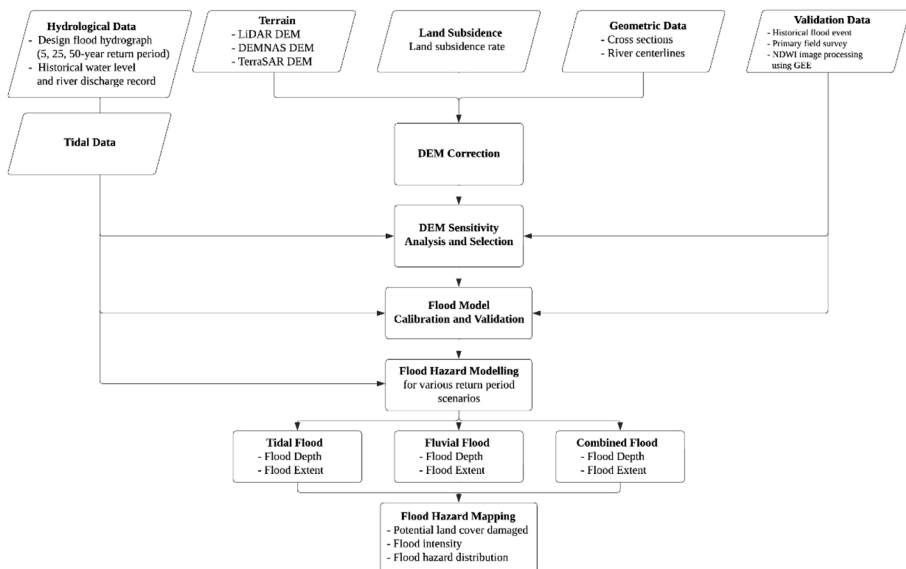 Hydrological Data
- Design flood hydrograph
(5, 25, 50-year return period)
- Historical water level
and river discharge record
Terrain
- LiDAR DEM
- DEMNAS DEM
- TerraSAR DEM
Land Subsidence
Land subsidence rate
Geometric Data
- Cross sections
- River centerlines
Validation Data
- Historical flood event
- Primary field survey
- NDWI image processing
using GEE
Tidal Data
DEM Correction
DEM Sensitivity
Analysis and Selection
Flood Model
Calibration and Validation
Flood Hazard Modelling
for various return period
scenarios
Tidal Flood
- Flood Depth
- Flood Extent
Fluvial Flood
- Flood Depth
- Flood Extent
Combined Flood
- Flood Depth
- Flood Extent
Flood Hazard Mapping
- Potential land cover damaged
- Flood intensity
- Flood hazard distribution